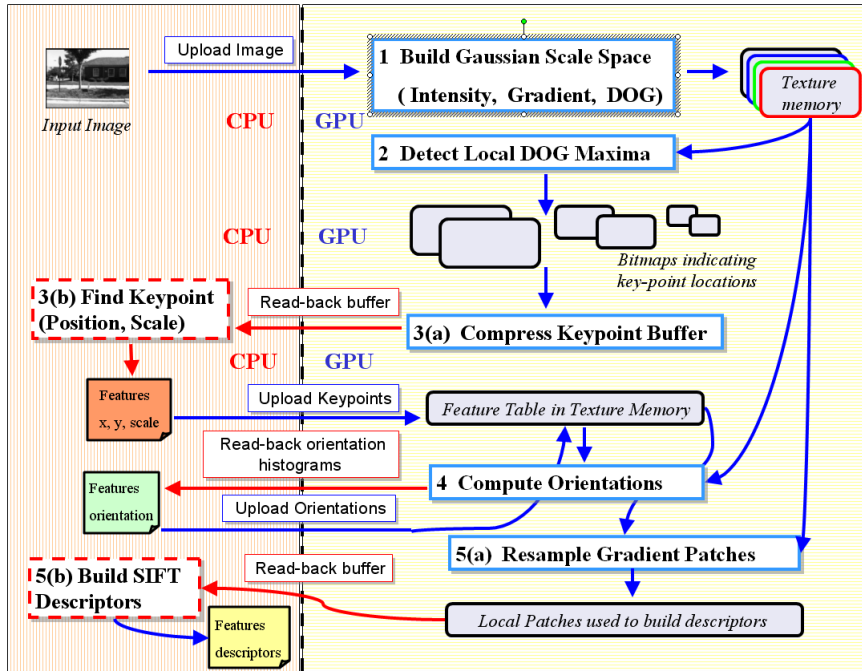 Upload Image
1 Build Gaussian Scale Space
( Intensity, Gradient, DOG)
Texture
memory
Input Image
CPU
GPU
2 Detect Local DOG Maxima
CPU
GPU
Bitmaps indicating
key-point locations
3(b) Find Keypoint
(Position, Scale)
Read-back buffer
3(a) Compress Keypoint Buffer
CPU
GPU
Features
x, y, scale
Upload Keypoints
Feature Table in Texture Memory
Read-back orientation
histograms
Features
orientation
4 Compute Orientations
Upload Orientations
5(a) Resample Gradient Patches
Read-back buffer
5(b) Build SIFT
Descriptors
Local Patches used to build descriptors
Features
descriptors